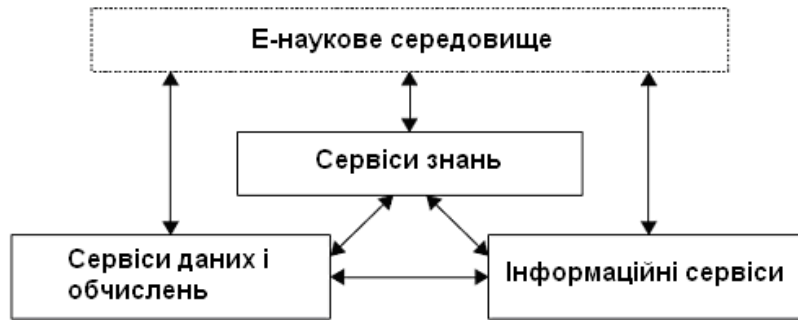 Е-наукове середовище
Сервіси знань
Сервіси даних і
обчислень
Інформаційні сервіси